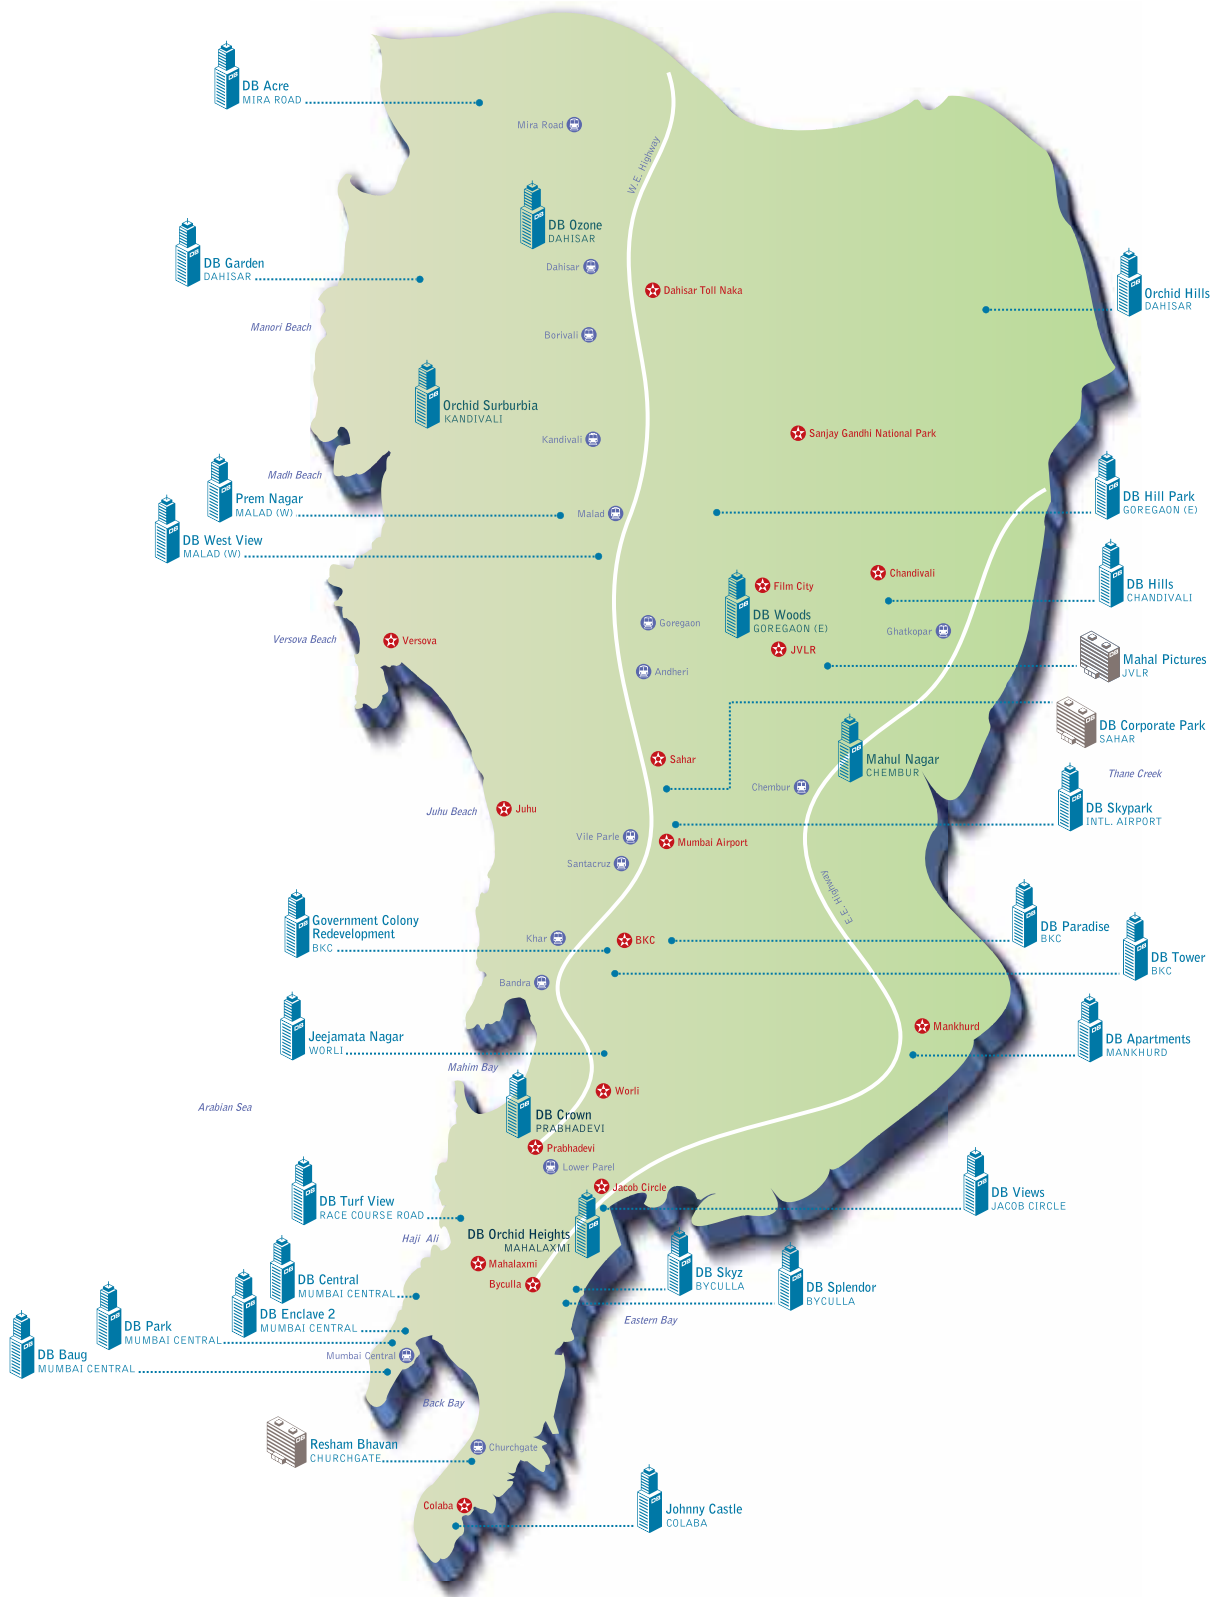 DB Acre
MIRA ROAD
Mira Road
W.E. Highway
DB Ozone
DAHISAR
DB Garden
DAHISAR
Dahisar
Dahisar Toll Naka
Orchid Hills
DAHISAR
Manori Beach
Borivali
Orchid Surburbia
KANDIVALI
Kandivali
Sanjay Gandhi National Park
Madh Beach
Prem Nagar
MALAD (W)
Malad
DB Hill Park
GOREGAON (E)
DB West View
MALAD (W)
Chandivali
Film City
DB Hills
CHANDIVALI
DB Woods
GOREGAON (E)
Goregaon
Ghatkopar
Versova Beach
Versova
JVLR
Mahal Pictures
JVLR
Andheri
DB Corporate Park
SAHAR
Sahar
Mahul Nagar
CHEMBUR
Thane Creek
Chembur
Juhu Beach
Juhu
DB Skypark
INTL. AIRPORT
Vile Parle
Mumbai Airport
Santacruz
E.E. Highway
Government Colony
Redevelopment
BKC
Khar
BKC
DB Paradise
BKC
DB Tower
BKC
Bandra
Jeejamata Nagar
WORLI
Mankhurd
DB Apartments
MANKHURD
Mahim Bay
Worli
Arabian Sea
DB Crown
PRABHADEVI
Prabhadevi
Lower Parel
Jacob Circle
DB Views
JACOB CIRCLE
DB Turf View
RACE COURSE ROAD
Haji Ali
DB Orchid Heights
MAHALAXMI
Mahalaxmi
Byculla
DB Skyz
BYCULLA
DB Splendor
BYCULLA
DB Central
MUMBAI CENTRAL
DB Enclave 2
MUMBAI CENTRAL
Eastern Bay
DB Park
MUMBAI CENTRAL
DB Baug
MUMBAI CENTRAL
Mumbai Central
Back Bay
Resham Bhavan
CHURCHGATE
Churchgate
Colaba
Johnny Castle
COLABA